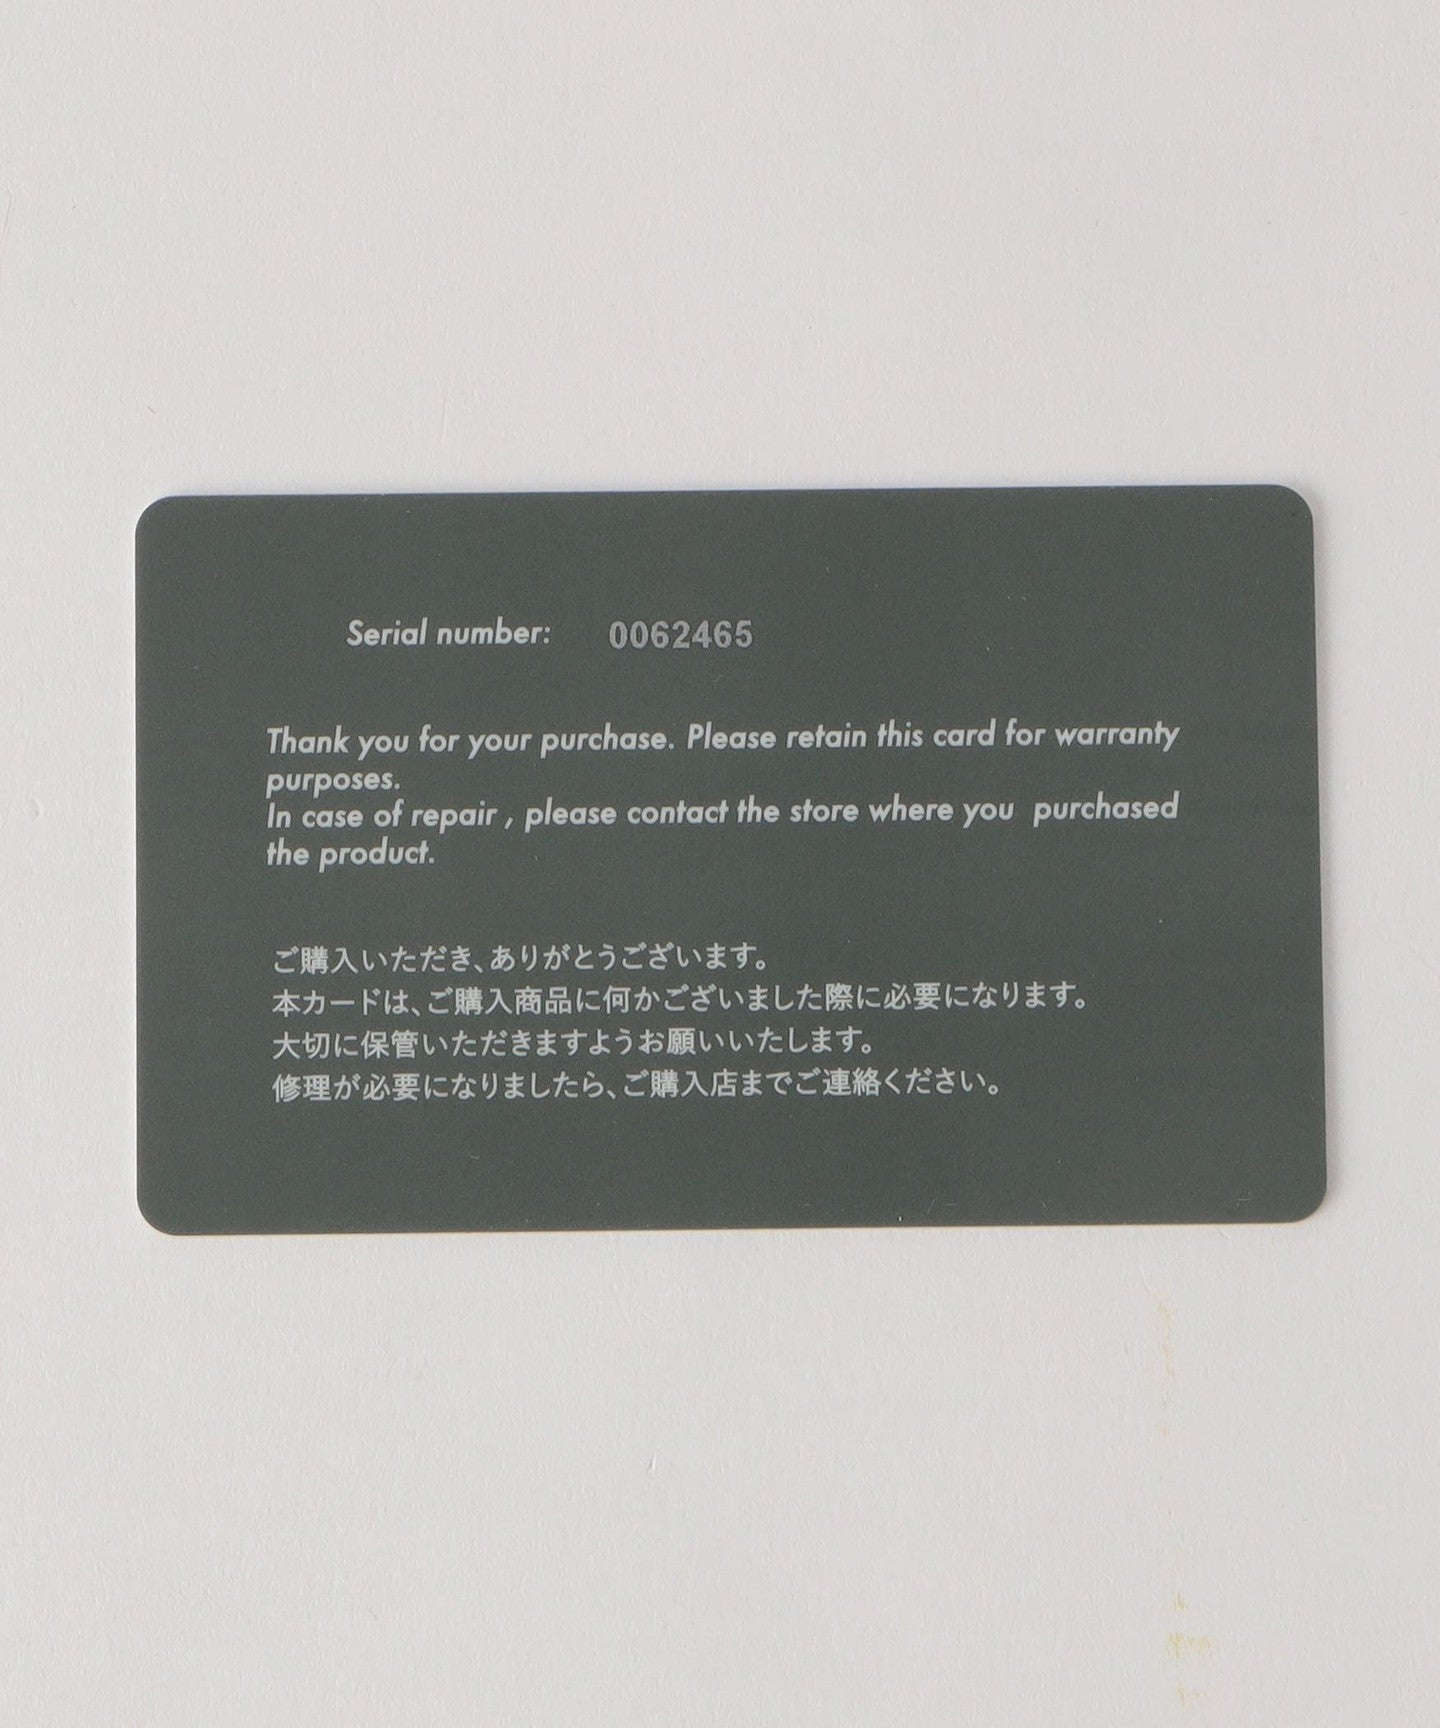 Serial number: 0062465
Thank you for your purchase. Please retain this card for warranty
purposes.
In case of repair , please contact the store where you purchased
the product.
ご購入いただき、ありがとうございます。
本カードは、ご購入商品に何かございました際に必要になります。
大切に保管いただきますようお願いいたします。
修理が必要になりましたら、ご購入店までご連絡ください。